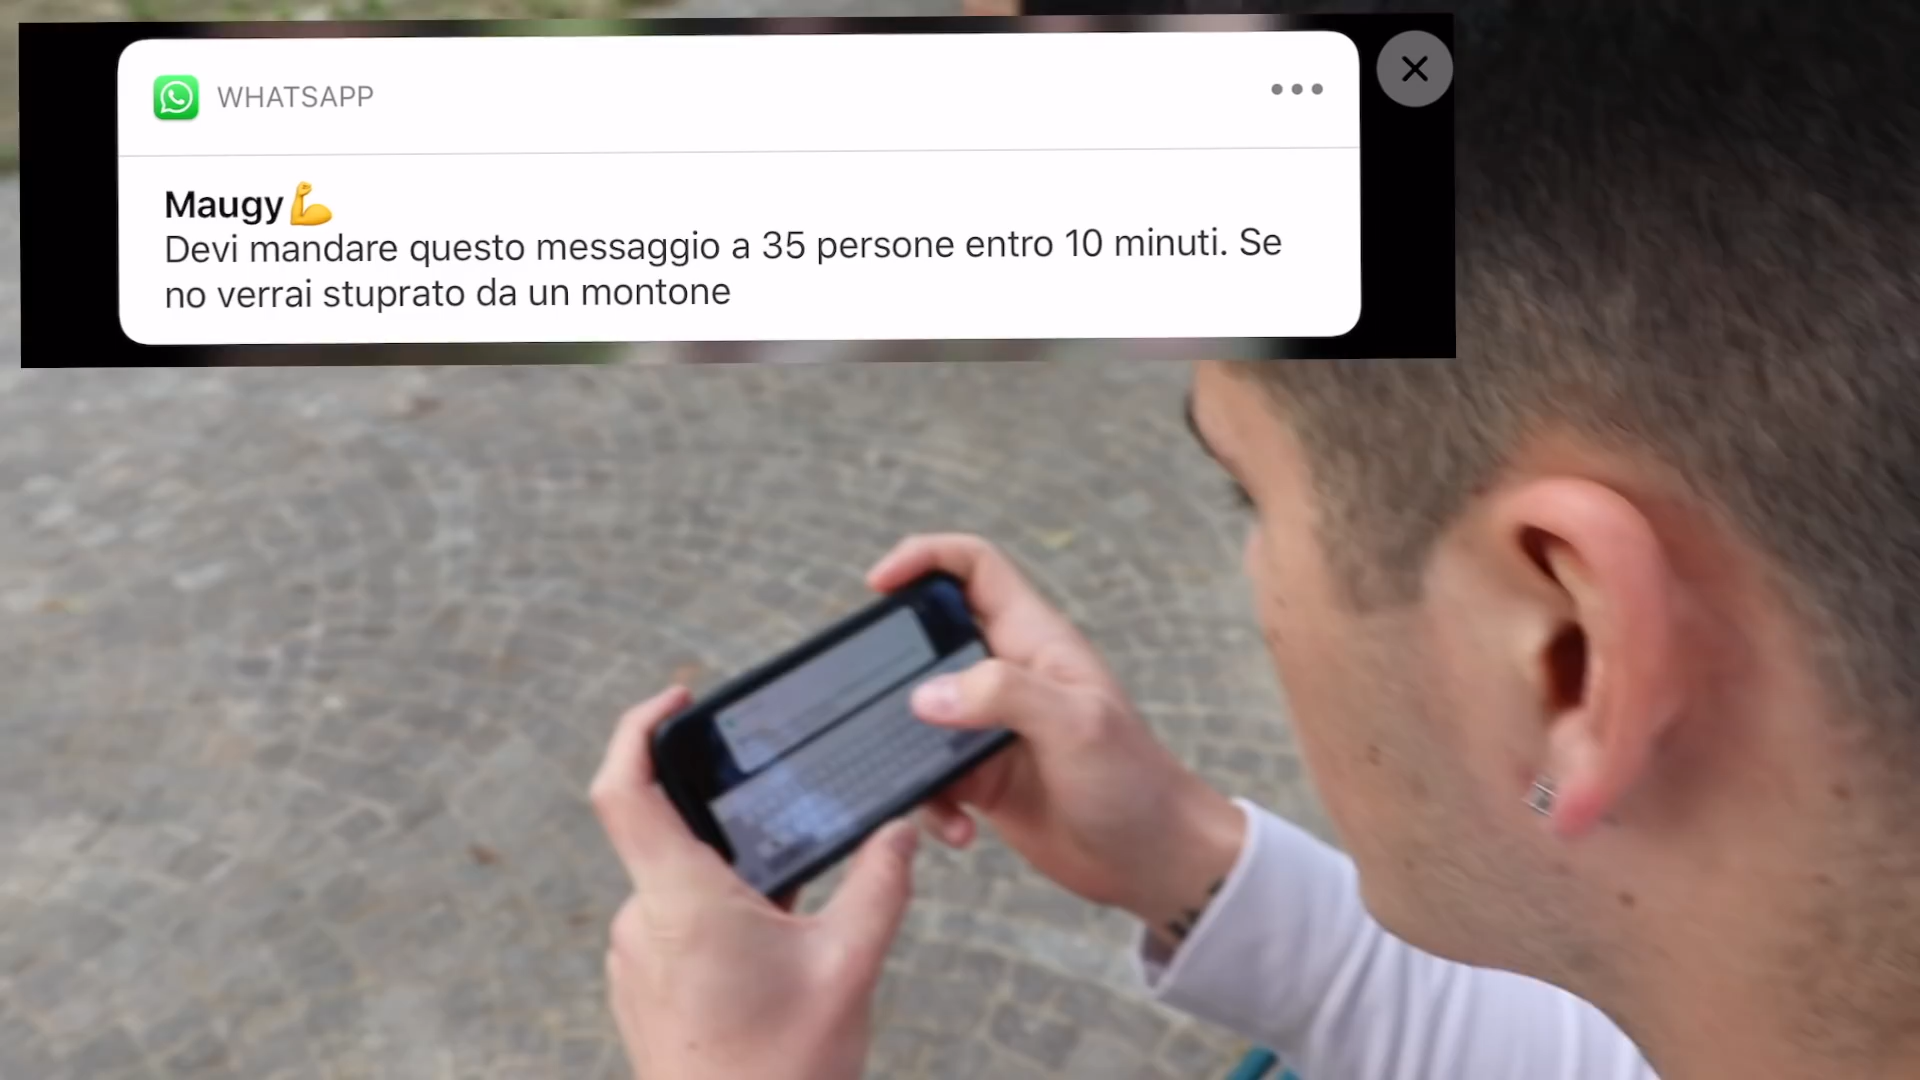 WHATSAPP
Maugy💪
Devi mandare questo messaggio a 35 persone entro 10 minuti. Se
no verrai stuprato da un montone